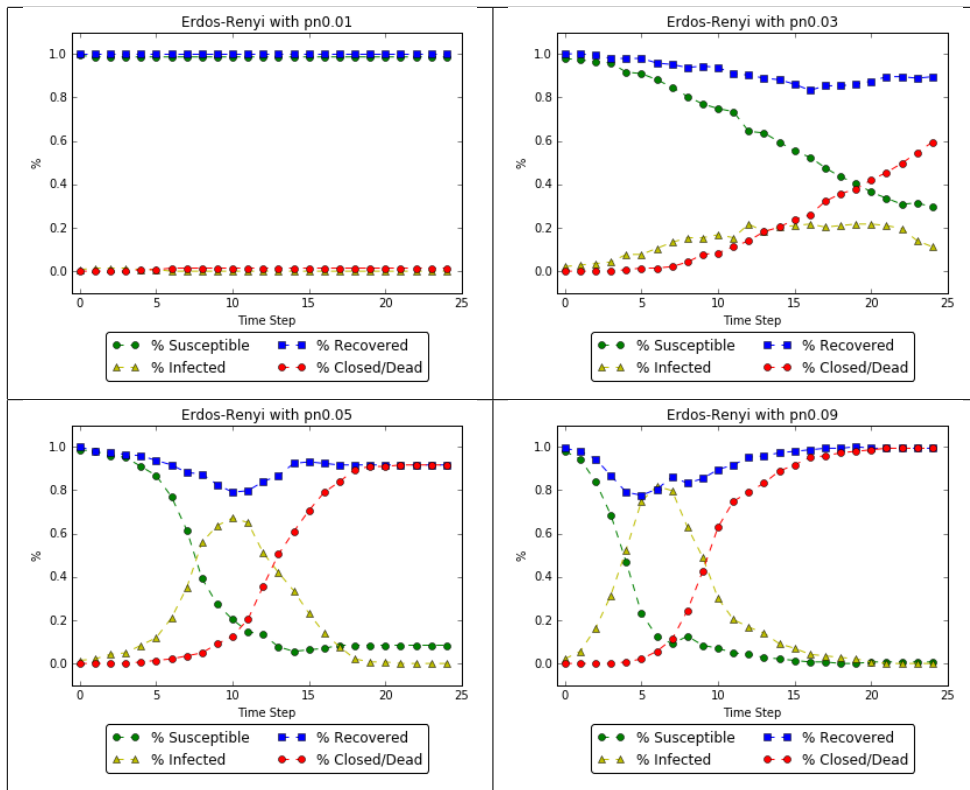 Erdos-Renyi with pn0.01
1.0
0.8
0.6
0.4
0.2
0.0
%
0 5 10 15 20 25
Time Step
% Susceptible % Recovered
% Infected % Closed/Dead
Erdos-Renyi with pn0.03
1.0
0.8
0.6
0.4
0.2
0.0
%
0 5 10 15 20 25
Time Step
% Susceptible % Recovered
% Infected % Closed/Dead
Erdos-Renyi with pn0.05
1.0
0.8
0.6
0.4
0.2
0.0
%
0 5 10 15 20 25
Time Step
% Susceptible % Recovered
% Infected % Closed/Dead
Erdos-Renyi with pn0.09
1.0
0.8
0.6
0.4
0.2
0.0
%
0 5 10 15 20 25
Time Step
% Susceptible % Recovered
% Infected % Closed/Dead